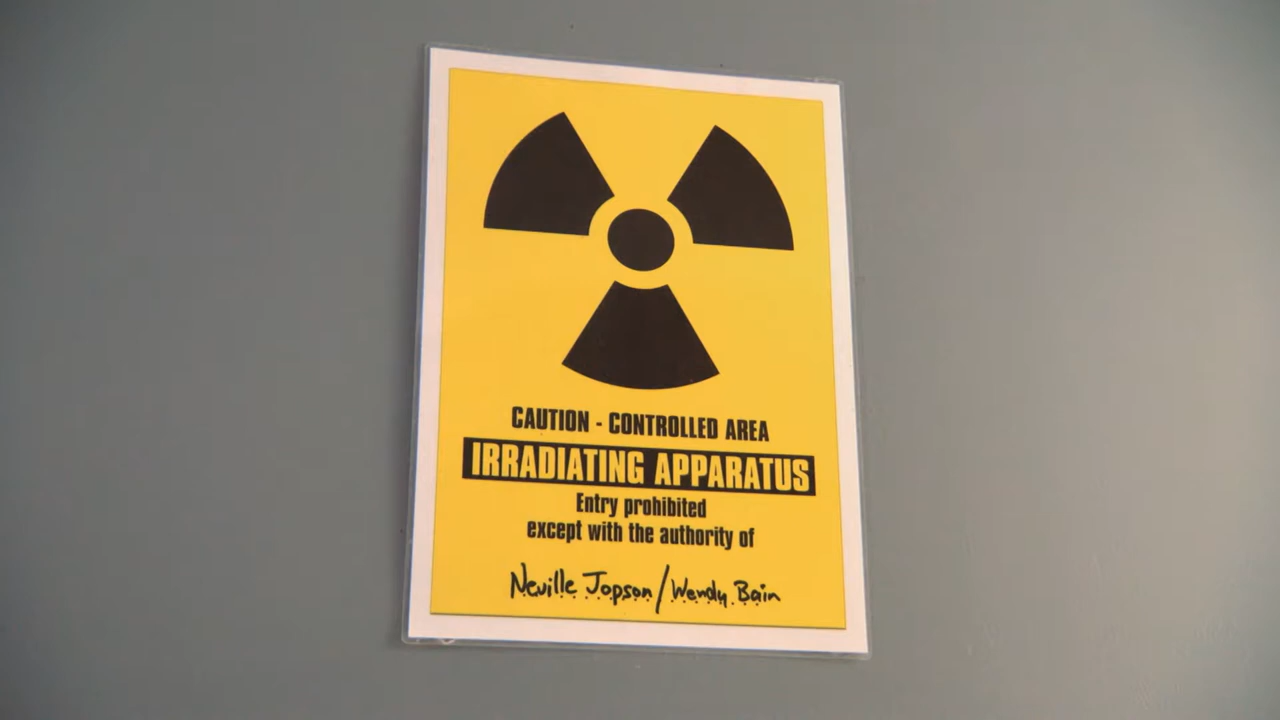 CAUTION - CONTROLLED AREA
IRRADIATING APPARATUS
Entry prohibited
except with the authority of
Neville Jopson/Wendy Bain